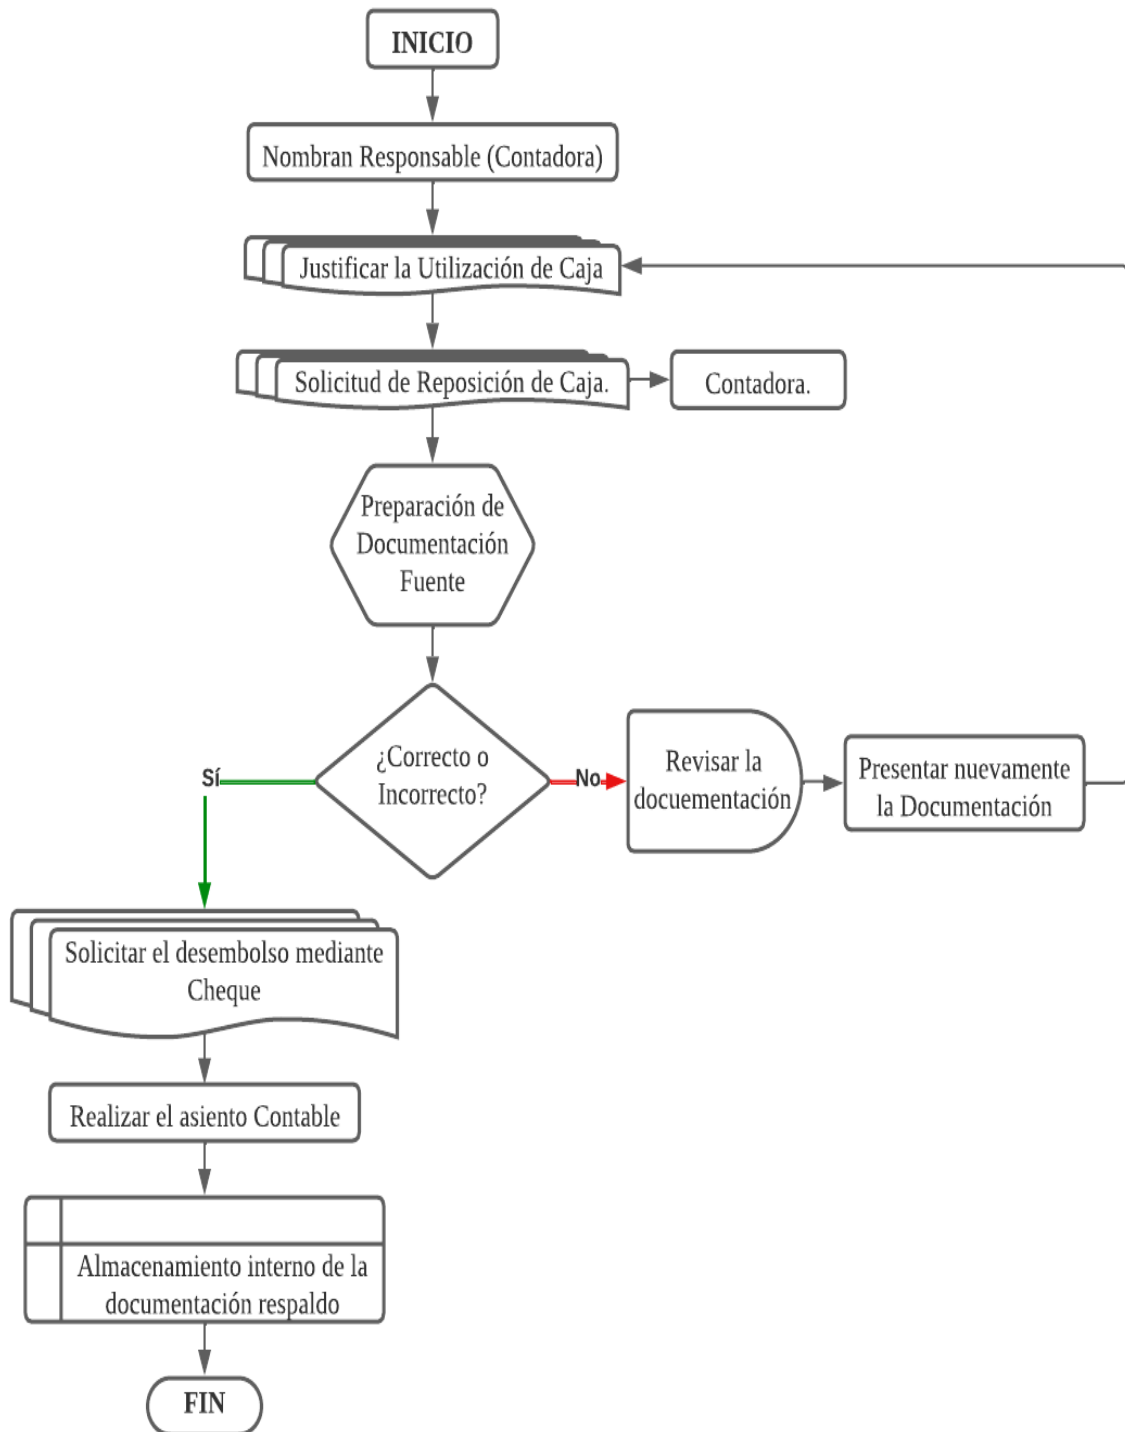 INICIO
Nombran Responsable (Contadora)
Justificar la Utilización de Caja
Solicitud de Reposición de Caja.
Contadora.
Preparación de
Documentación
Fuente
¿Correcto o
Incorrecto?
Sí
No
Revisar la
docuementación
Presentar nuevamente
la Documentación
Solicitar el desembolso mediante
Cheque
Realizar el asiento Contable
Almacenamiento interno de la
documentación respaldo
FIN